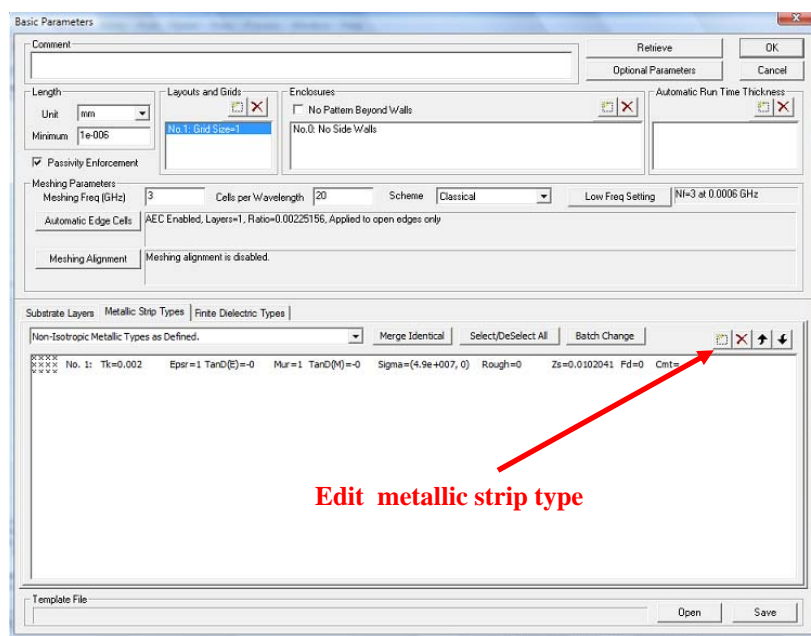 Basic Parameters
Comment
Retrieve OK
Optional Parameters Cancel
Length Layouts and Grids Enclosures Automatic Run Time Thickness
Unit mm No Pattern Beyond Walls
Minimum 1e-006 No.1: Grid Size=1 No.0: No Side Walls
Passivity Enforcement
Meshing Parameters
Meshing Freq (GHz) 3 Cells per Wavelength 20 Scheme Classical Low Freq Setting Nf=3 at 0.0006 GHz
Automatic Edge Cells AEC Enabled, Layers=1, Ratio=0.00225156, Applied to open edges only
Meshing Alignment Meshing alignment is disabled.
Substrate Layers Metallic Strip Types Finite Dielectric Types
Non-Isotropic Metallic Types as Defined. Merge Identical Select/DeSelect All Batch Change
No. 1: Tk=0.002 Epsr=1 TanD(E)=-0 Mur=1 TanD(M)=-0 Sigma=(4.9e+007, 0) Rough=0 Zs=0.0102041 Fd=0 Cmt=
Edit metallic strip type
Template File
Open Save